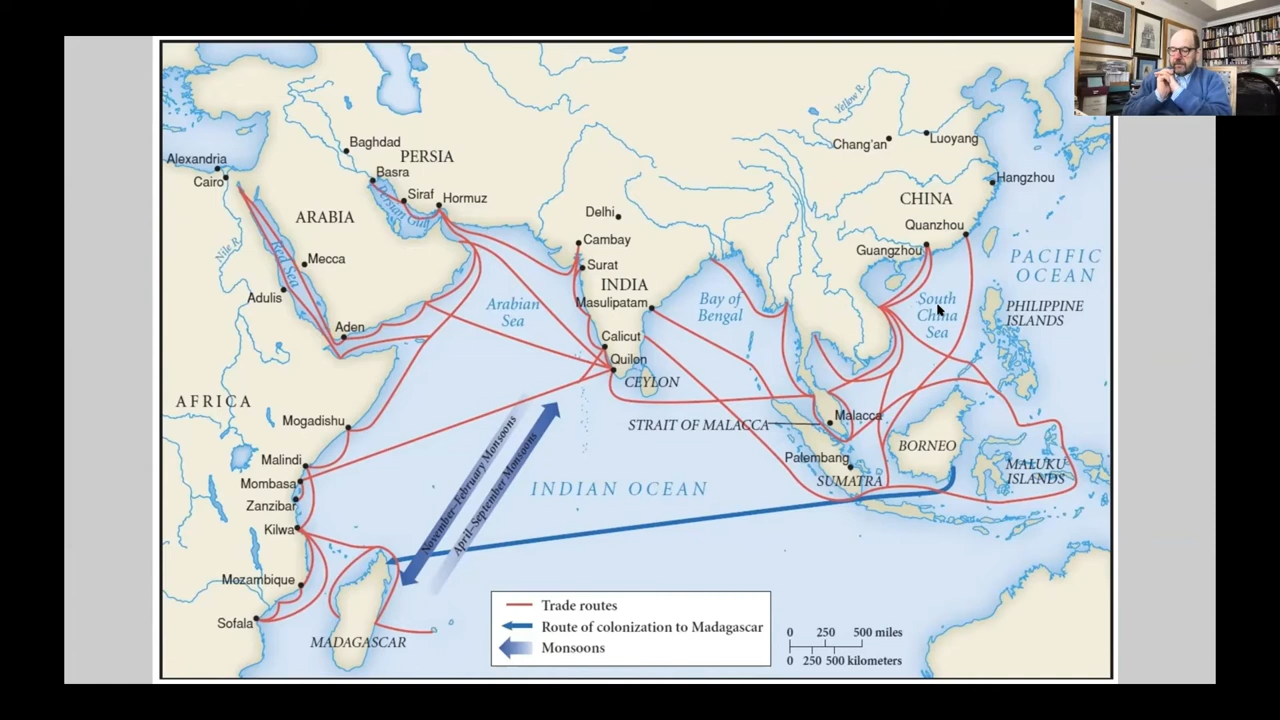 Yellow R.
Chang'an
Luoyang
Baghdad
PERSIA
Alexandria
Cairo
Basra
Siraf
Hormuz
Persian Gulf
ARABIA
Hangzhou
CHINA
Delhi
Quanzhou
Guangzhou
Nile R.
Red Sea
Mecca
Cambay
Surat
INDIA
PACIFIC
OCEAN
Adulis
Aden
Arabian
Sea
Masulipatam
Bay of
Bengal
South
China
Sea
PHILIPPINE
ISLANDS
Calicut
Quilon
CEYLON
AFRICA
Mogadishu
STRAIT OF MALACCA
Malacca
BORNEO
Malindi
Mombasa
Zanzibar
Kilwa
November–February Monsoons
April–September Monsoons
INDIAN OCEAN
Palembang
SUMATRA
MALUKU
ISLANDS
Mozambique
Sofala
MADAGASCAR
Trade routes
Route of colonization to Madagascar
Monsoons
0 250 500 miles
0 250 500 kilometers